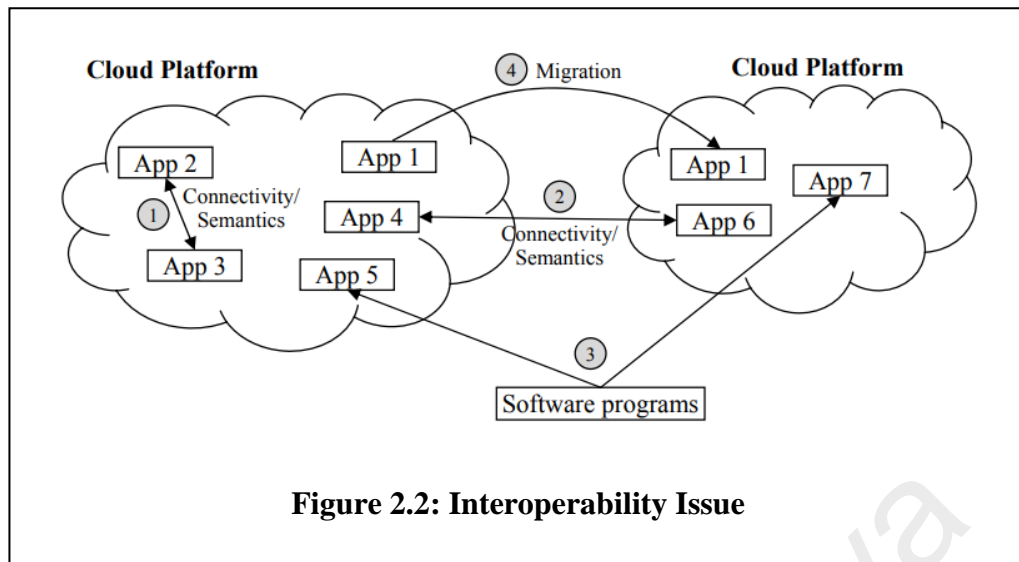 Cloud Platform
Cloud Platform
4 Migration
App 2
App 1
App 1
App 7
Connectivity/
Semantics
1
App 4
2
App 6
Connectivity/
Semantics
App 3
App 5
3
Software programs
Figure 2.2: Interoperability Issue